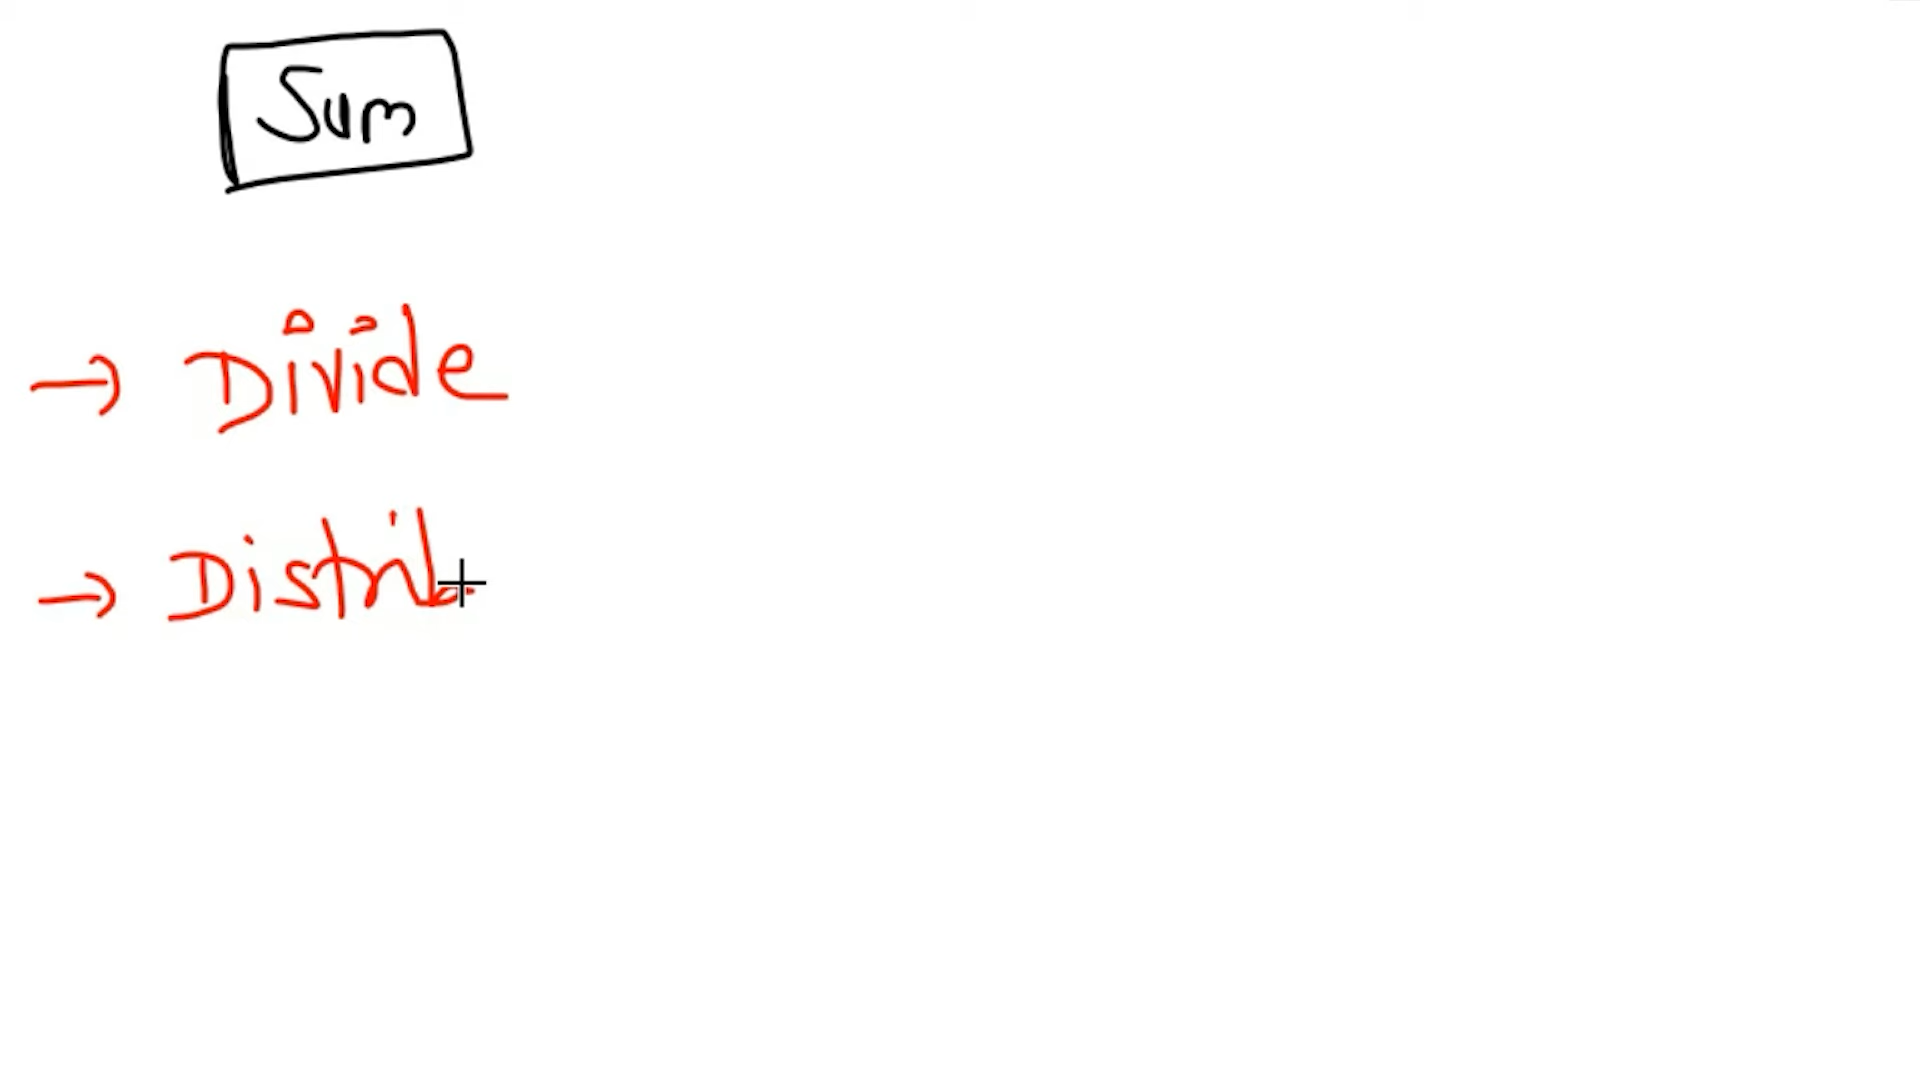 Sum
→ Divide
→ Distrib